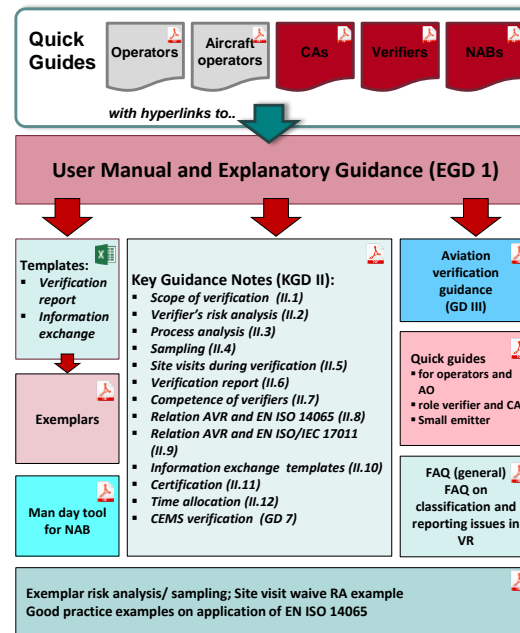 Quick
Guides
Operators
Aircraft
operators
CAs
Verifiers
NABs
with hyperlinks to..
User Manual and Explanatory Guidance (EGD 1)
Templates:
▪ Verification
report
▪ Information
exchange
Exemplars
Man day tool
for NAB
Key Guidance Notes (KGD II):
▪ Scope of verification (II.1)
▪ Verifier's risk analysis (II.2)
▪ Process analysis (II.3)
▪ Sampling (II.4)
▪ Site visits during verification (II.5)
▪ Verification report (II.6)
▪ Competence of verifiers (II.7)
▪ Relation AVR and EN ISO 14065 (II.8)
▪ Relation AVR and EN ISO/IEC 17011
(II.9)
▪ Information exchange templates (II.10)
▪ Certification (II.11)
▪ Time allocation (II.12)
▪ CEMS verification (GD 7)
Aviation
verification
guidance
(GD III)
Quick guides
▪ for operators and
AO
▪ role verifier and CA
▪ Small emitter
FAQ (general)
FAQ on
classification and
reporting issues in
VR
Exemplar risk analysis/ sampling; Site visit waive RA example
Good practice examples on application of EN ISO 14065